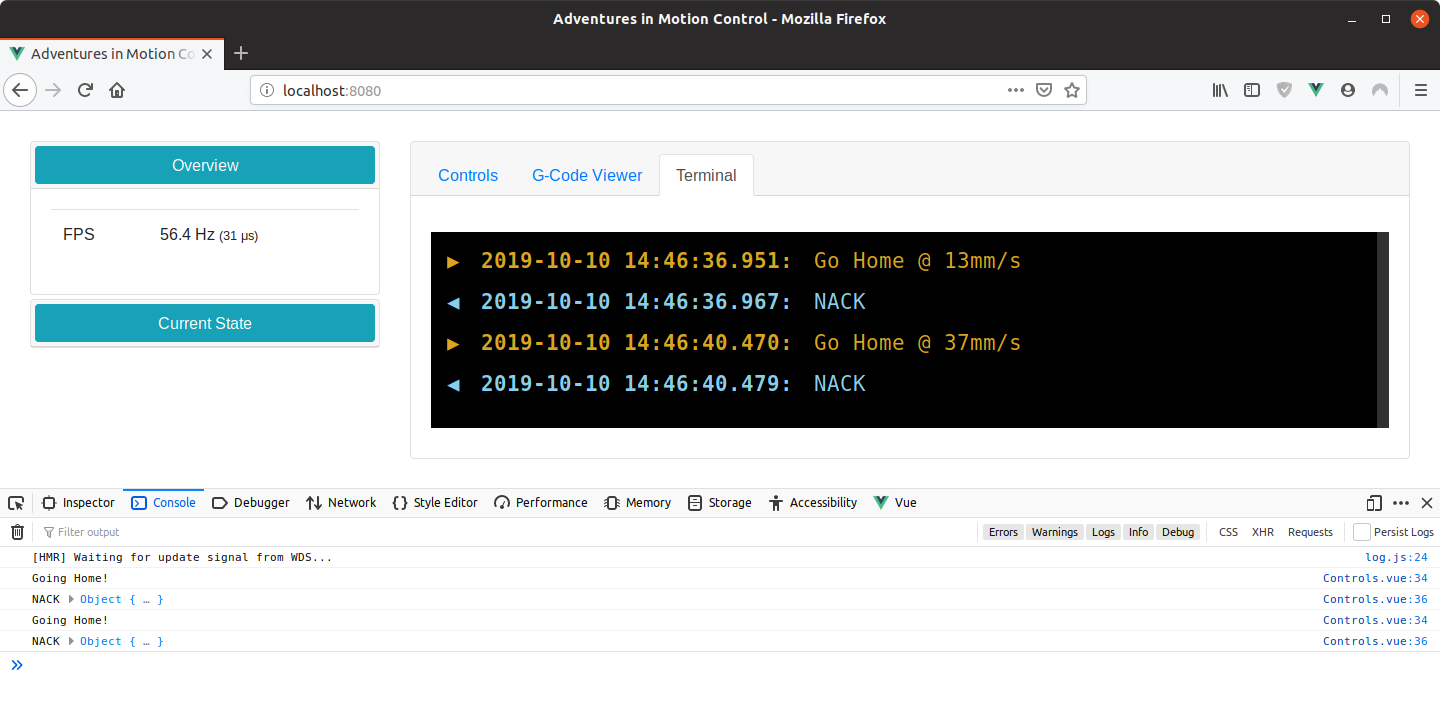 Adventures in Motion Control - Mozilla Firefox
Adventures in Motion Co
localhost:8080
Overview
FPS 56.4 Hz (31 μs)
Current State
Controls G-Code Viewer Terminal
▶ 2019-10-10 14:46:36.951: Go Home @ 13mm/s
◀ 2019-10-10 14:46:36.967: NACK
▶ 2019-10-10 14:46:40.470: Go Home @ 37mm/s
◀ 2019-10-10 14:46:40.479: NACK
Inspector Console Debugger Network Style Editor Performance Memory Storage Accessibility Vue
Filter output Errors Warnings Logs Info Debug CSS XHR Requests Persist Logs
[HMR] Waiting for update signal from WDS... log.js:24
Going Home! Controls.vue:34
NACK ▶ Object { … } Controls.vue:36
Going Home! Controls.vue:34
NACK ▶ Object { … } Controls.vue:36